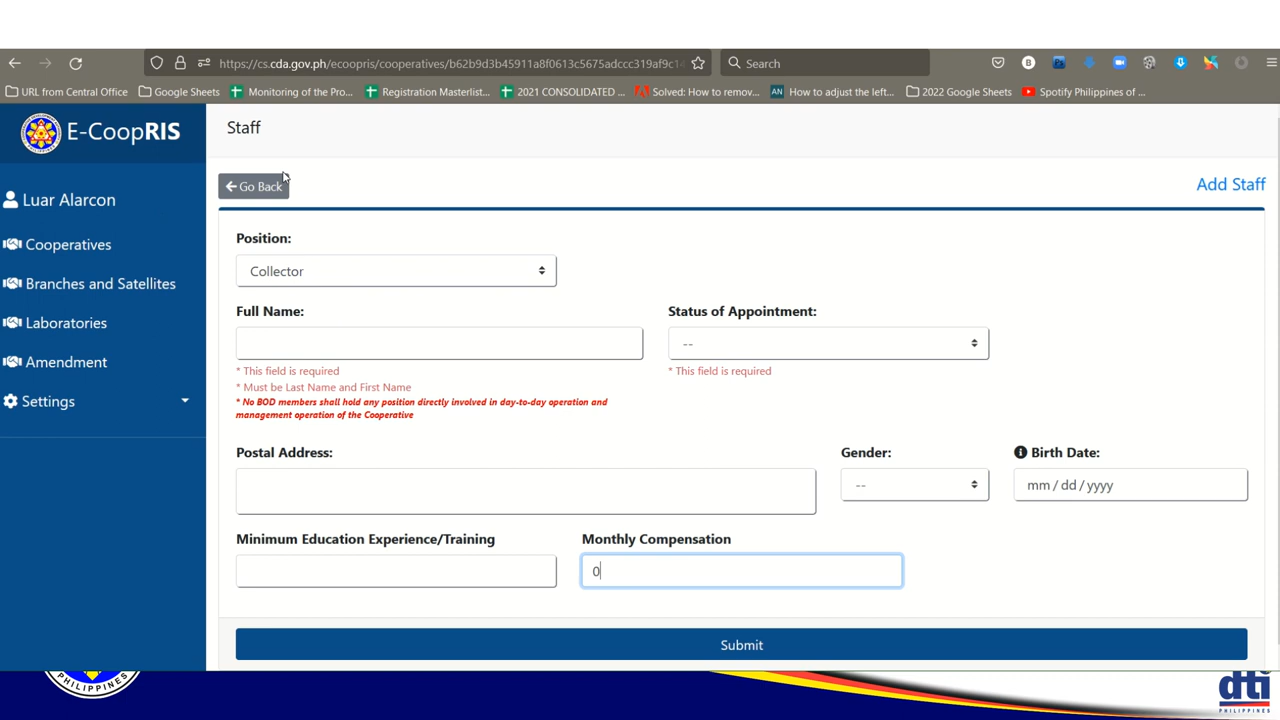 https://cs.cda.gov.ph/ecoopris/cooperatives/b62b9d3b45911a8f0613c5675adccc319af9c14
Search
URL from Central Office
Google Sheets
Monitoring of the Pro...
Registration Masterlist...
2021 CONSOLIDATED ...
Solved: How to remov...
AN
How to adjust the left...
2022 Google Sheets
Spotify Philippines of ...
E-CoopRIS
Staff
Luar Alarcon
Go Back
Add Staff
Cooperatives
Branches and Satellites
Laboratories
Amendment
Settings
Position:
Collector
Full Name:
Status of Appointment:
--
* This field is required
* This field is required
* Must be Last Name and First Name
* No BOD members shall hold any position directly involved in day-to-day operation and
management operation of the Cooperative
Postal Address:
Gender:
Birth Date:
--
mm / dd / yyyy
Minimum Education Experience/Training
Monthly Compensation
0
Submit
PHILIPPINES
dti
PHILIPPINES